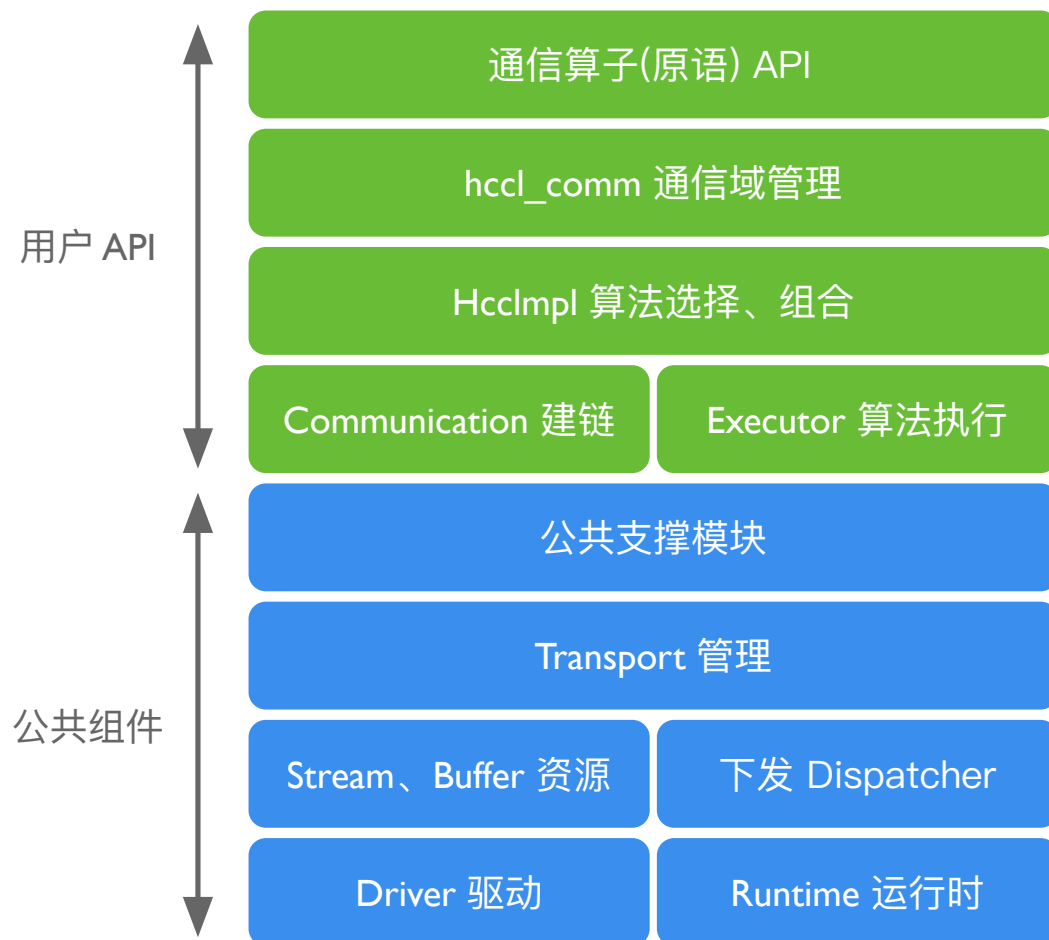 通信算子(原语) API
hccl_comm 通信域管理
用户 API
HcclmpI 算法选择、组合
Communication 建链
Executor 算法执行
公共支撑模块
Transport 管理
公共组件
Stream、Buffer 资源
下发 Dispatcher
Driver 驱动
Runtime 运行时